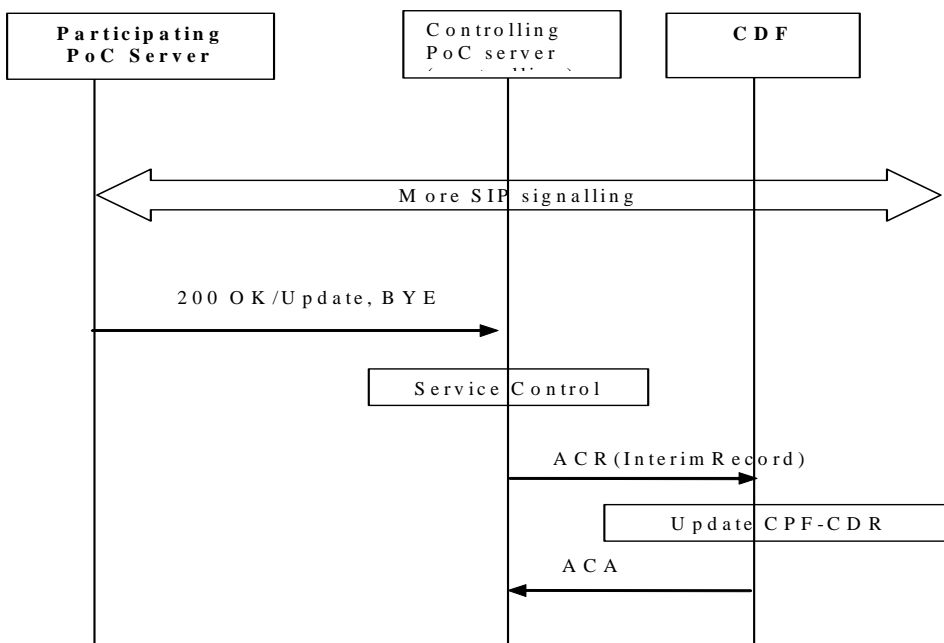 Participating
PoC Server
Controlling
PoC server
CDF
More SIP signalling
200 OK/Update, BYE
Service Control
ACR(Interim Record)
Update CPF-CDR
ACA